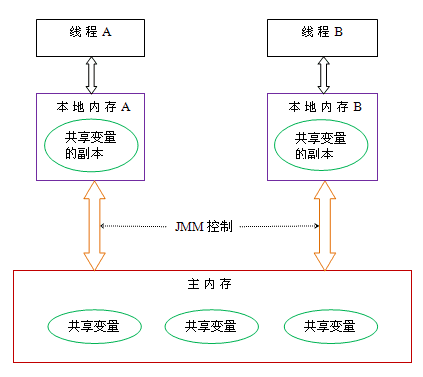 线程 A
线程 B
本地内存 A
本地内存 B
共享变量
的副本
共享变量
的副本
JMM 控制
主内存
共享变量
共享变量
共享变量